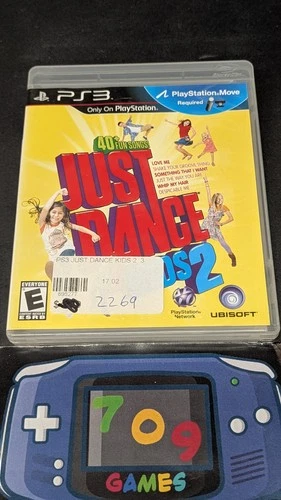 PS3
Only On PlayStation.
PlayStation®Move
Required
40+ FUN SONGS
JUST
DANCE
DS 2
LOVE ME
SHAKE YOUR GROOVE THING
SOMETHING THAT I WANT
JUST THE WAY YOU ARE
WHIP MY HAIR
DESPICABLE ME
PS3 JUST DANCE KIDS 2 3
17.02
2269
EVERYONE
E
ESRB
PlayStation
Network
UBISOFT
709
GAMES